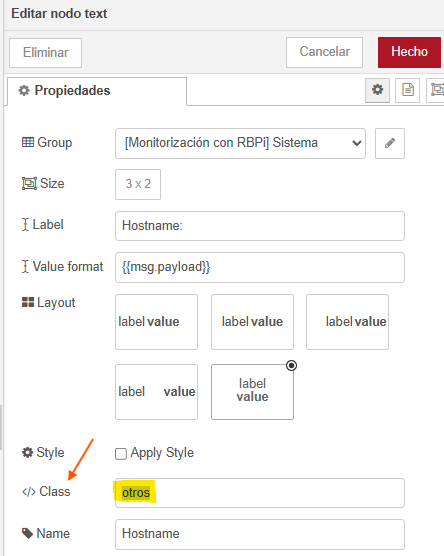 Editar nodo text
Eliminar
Cancelar
Hecho
Propiedades
Group
[Monitorización con RBPi] Sistema
Size
3 x 2
Label
Hostname:
Value format
{{msg.payload}}
Layout
label value
label value
label value
label value
label
value
Style
Apply Style
</> Class
otros
Name
Hostname